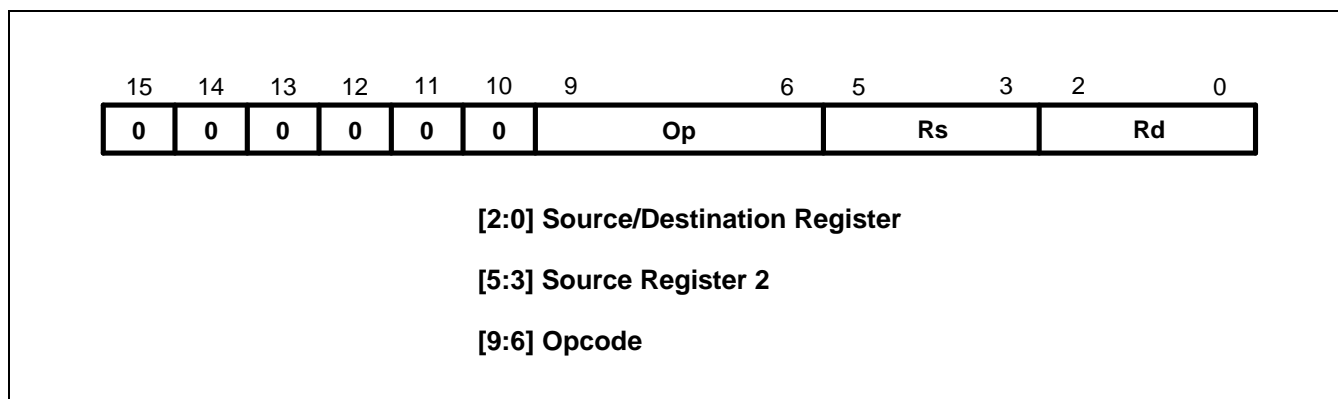 15 14 13 12 11 10 9 6 5 3 2 0
0 0 0 0 0 0 Op Rs Rd
[2:0] Source/Destination Register
[5:3] Source Register 2
[9:6] Opcode